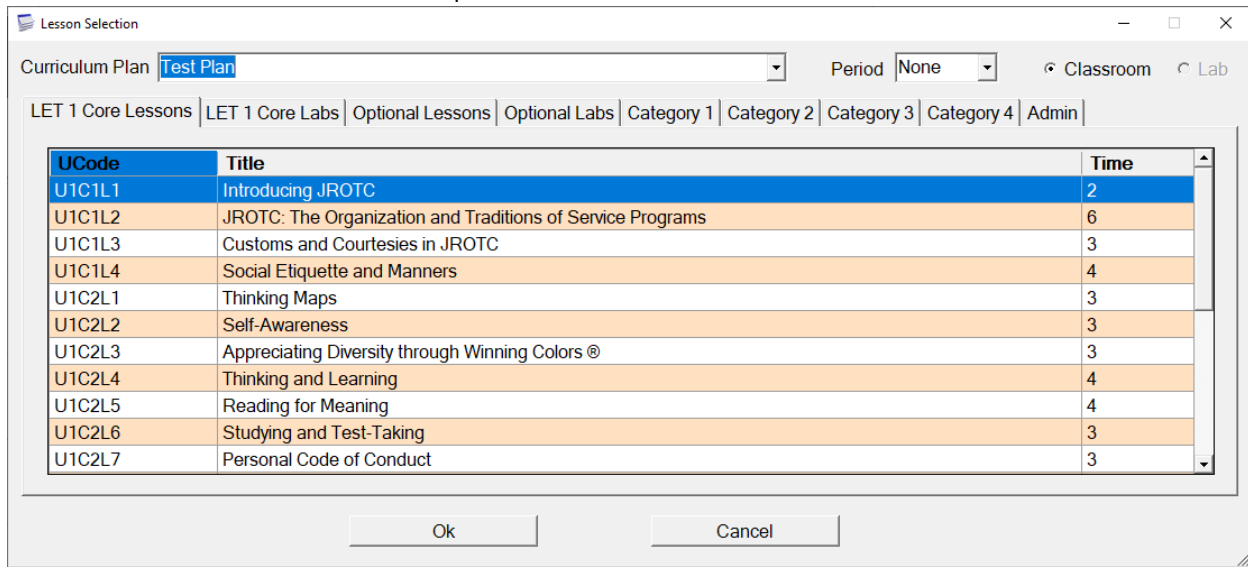 Lesson Selection
Curriculum Plan Test Plan Period None Classroom Lab
LET 1 Core Lessons LET 1 Core Labs Optional Lessons Optional Labs Category 1 Category 2 Category 3 Category 4 Admin
UCode Title Time
U1C1L1 Introducing JROTC 2
U1C1L2 JROTC: The Organization and Traditions of Service Programs 6
U1C1L3 Customs and Courtesies in JROTC 3
U1C1L4 Social Etiquette and Manners 4
U1C2L1 Thinking Maps 3
U1C2L2 Self-Awareness 3
U1C2L3 Appreciating Diversity through Winning Colors ® 3
U1C2L4 Thinking and Learning 4
U1C2L5 Reading for Meaning 4
U1C2L6 Studying and Test-Taking 3
U1C2L7 Personal Code of Conduct 3
Ok Cancel